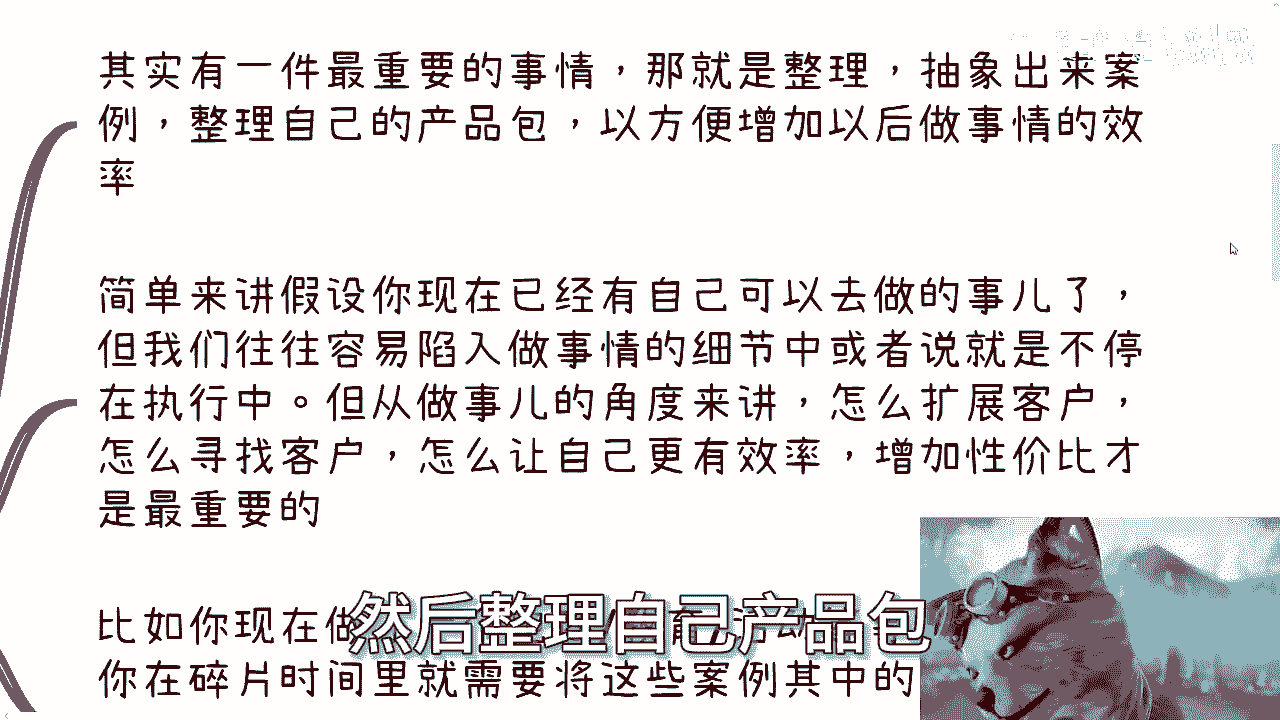 其实有一件最重要的事情，那就是整理，抽象出来案
例，整理自己的产品包，以方便增加以后做事情的效
率
简单来讲假设你现在已经有自己可以去做的事儿了，
但我们往往容易陷入做事情的细节中或者说就是不停
在执行中。但从做事儿的角度来讲，怎么扩展客户，
怎么寻找客户，怎么让自己更有效率，增加性价比才
是最重要的
比如你现在做
然后整理自己产品包
你在碎片时间里就需要将这些案例其中的